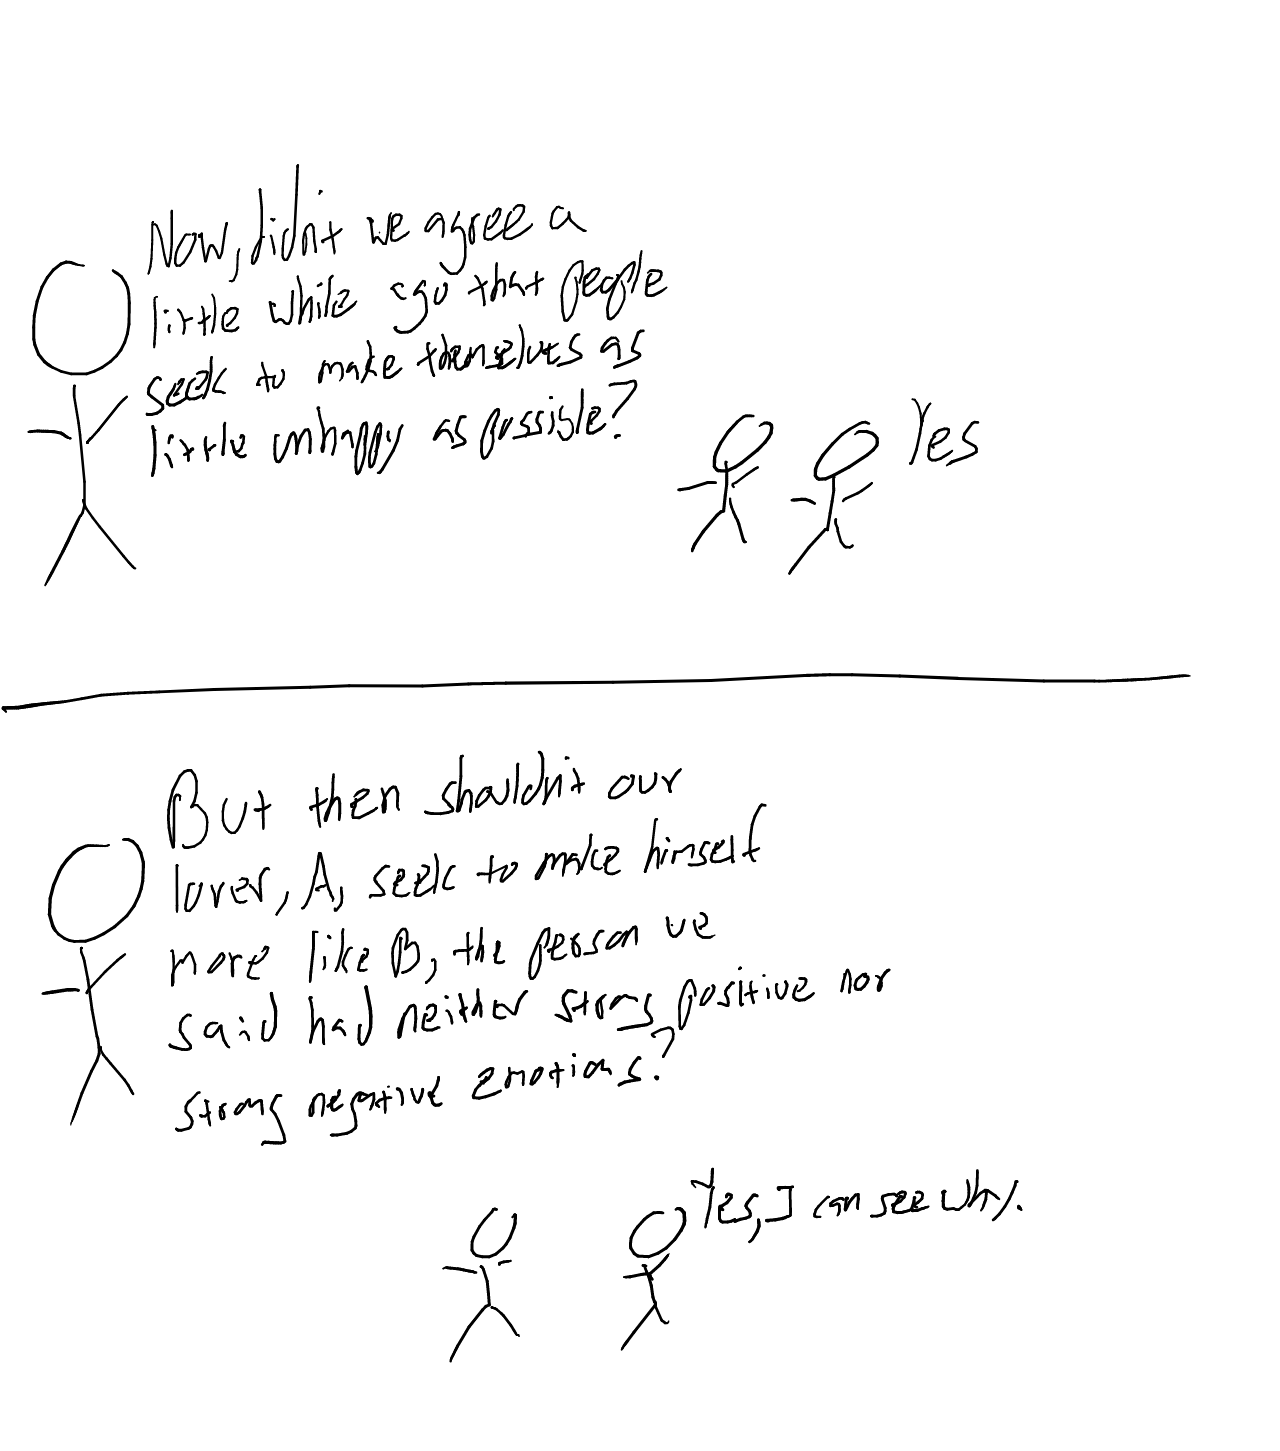 Now, didn't we agree a
little while ago that people
seek to make themselves as
little unhappy as possible?
Yes
But then shouldn't our
lover, A, seek to make himself
more like B, the person we
said had neither strong positive nor
strong negative emotions?
Yes, I can see why.